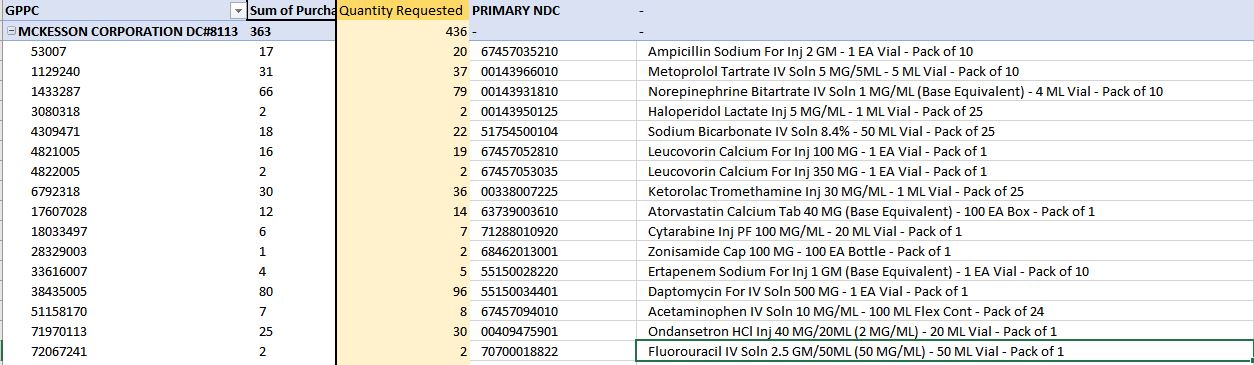 GPPC Sum of Purcha Quantity Requested PRIMARY NDC -
MCKESSON CORPORATION DC#8113 363 436 - -
53007 17 20 67457035210 Ampicillin Sodium For Inj 2 GM - 1 EA Vial - Pack of 10
1129240 31 37 00143966010 Metoprolol Tartrate IV Soln 5 MG/5ML - 5 ML Vial - Pack of 10
1433287 66 79 00143931810 Norepinephrine Bitartrate IV Soln 1 MG/ML (Base Equivalent) - 4 ML Vial - Pack of 10
3080318 2 2 00143950125 Haloperidol Lactate Inj 5 MG/ML - 1 ML Vial - Pack of 25
4309471 18 22 51754500104 Sodium Bicarbonate IV Soln 8.4% - 50 ML Vial - Pack of 25
4821005 16 19 67457052810 Leucovorin Calcium For Inj 100 MG - 1 EA Vial - Pack of 1
4822005 2 2 67457053035 Leucovorin Calcium For Inj 350 MG - 1 EA Vial - Pack of 1
6792318 30 36 00338007225 Ketorolac Tromethamine Inj 30 MG/ML - 1 ML Vial - Pack of 25
17607028 12 14 63739003610 Atorvastatin Calcium Tab 40 MG (Base Equivalent) - 100 EA Box - Pack of 1
18033497 6 7 71288010920 Cytarabine Inj PF 100 MG/ML - 20 ML Vial - Pack of 1
28329003 1 2 68462013001 Zonisamide Cap 100 MG - 100 EA Bottle - Pack of 1
33616007 4 5 55150028220 Ertapenem Sodium For Inj 1 GM (Base Equivalent) - 1 EA Vial - Pack of 10
38435005 80 96 55150034401 Daptomycin For IV Soln 500 MG - 1 EA Vial - Pack of 1
51158170 7 8 67457094010 Acetaminophen IV Soln 10 MG/ML - 100 ML Flex Cont - Pack of 24
71970113 25 30 00409475901 Ondansetron HCl Inj 40 MG/20ML (2 MG/ML) - 20 ML Vial - Pack of 1
72067241 2 2 70700018822 Fluorouracil IV Soln 2.5 GM/50ML (50 MG/ML) - 50 ML Vial - Pack of 1